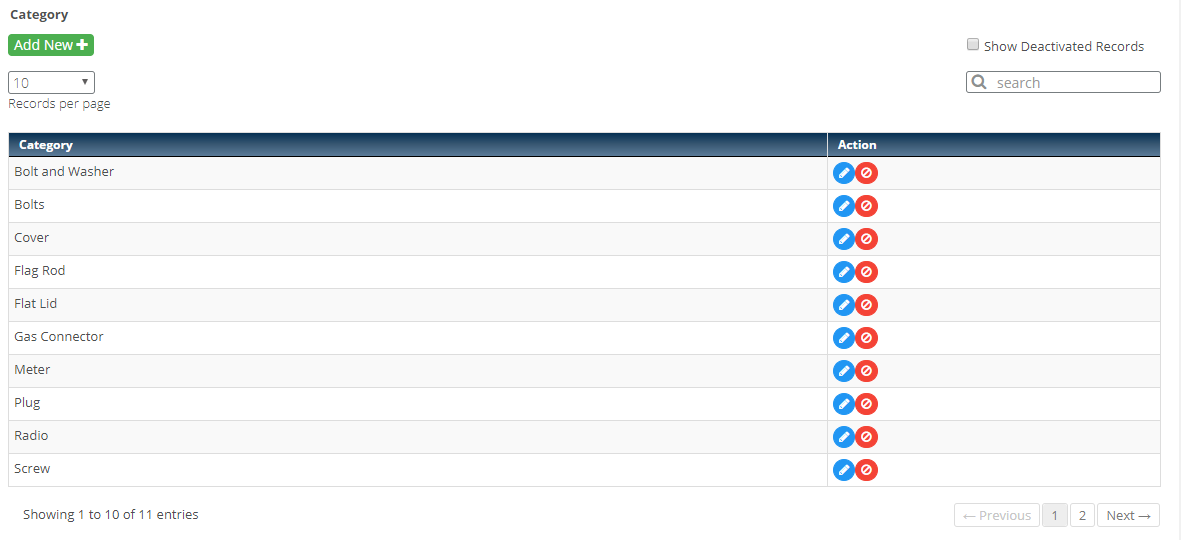 Category
Add New
Show Deactivated Records
10
search
Records per page
Category Action
Bolt and Washer
Bolts
Cover
Flag Rod
Flat Lid
Gas Connector
Meter
Plug
Radio
Screw
Showing 1 to 10 of 11 entries
← Previous 1 2 Next →